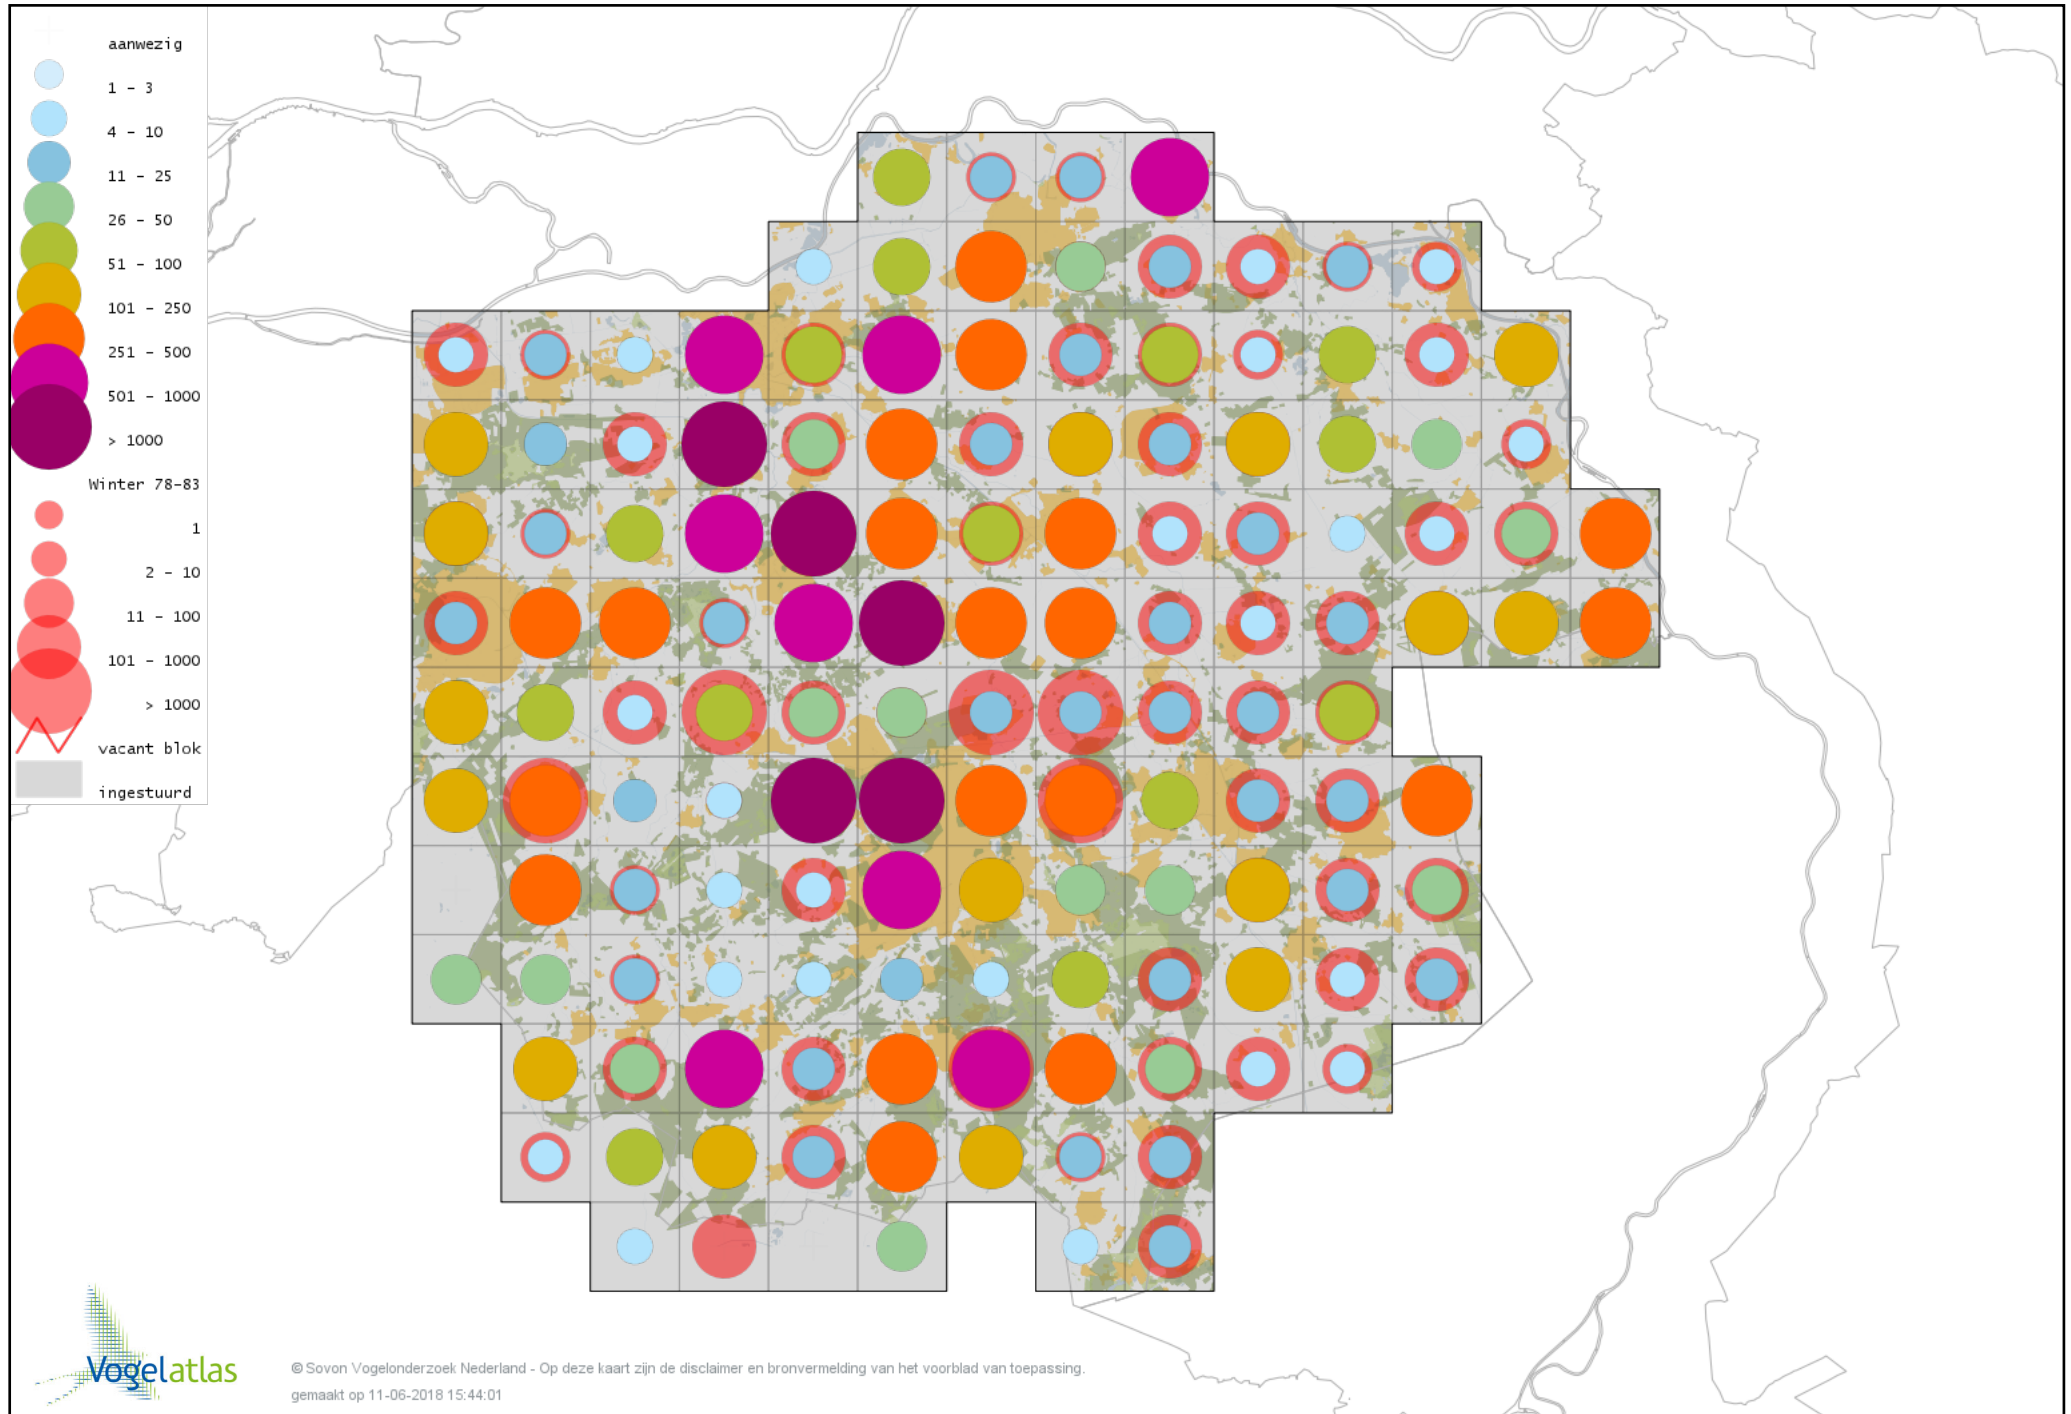 aanwezig
1 - 3
4 - 10
11 - 25
26 - 50
51 - 100
101 - 250
251 - 500
501 - 1000
> 1000
Winter 78-83
1
2 - 10
11 - 100
101 - 1000
> 1000
vacant blok
ingestuurd
Vogelatlas
© Sovon Vogelonderzoek Nederland - Op deze kaart zijn de disclaimer en bronvermelding van het voorblad van toepassing.
gemaakt op 11-06-2018 15:44:01